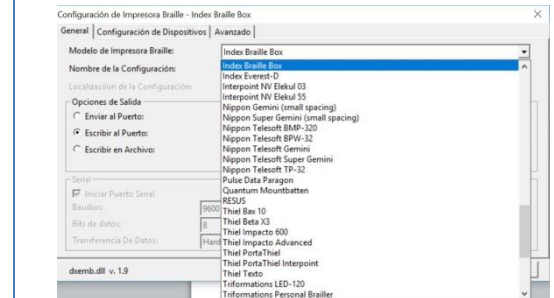 Configuración de Impresora Braille - Index Braille Box
General Configuración de Dispositivos Avanzado
Modelo de Impresora Braille: Index Braille Box
Nombre de la Configuración:
Localización de la Configuración:
Opciones de Salida
Enviar al Puerto:
Escribir al Puerto:
Escribir en Archivo:
Serial
Iniciar Puerto Serial
Baudios: 9600
Bits de datos: 8
Transferencia De Datos: Hard
dxemb.dll v. 1.9
Index Braille Box
Index Everest-D
Interpoint NV Elekul 03
Interpoint NV Elekul 55
Nippon Gemini (small spacing)
Nippon Super Gemini (small spacing)
Nippon Telesoft BMP-320
Nippon Telesoft BPW-32
Nippon Telesoft Gemini
Nippon Telesoft Super Gemini
Nippon Telesoft TP-32
Pulse Data Paragon
Quantum Mountbatten
RESUS
Thiel Bax 10
Thiel Beta X3
Thiel Impacto 600
Thiel Impacto Advanced
Thiel PortaThiel
Thiel PortaThiel Interpoint
Thiel Texto
Triformations LED-120
Triformations Personal Brailler